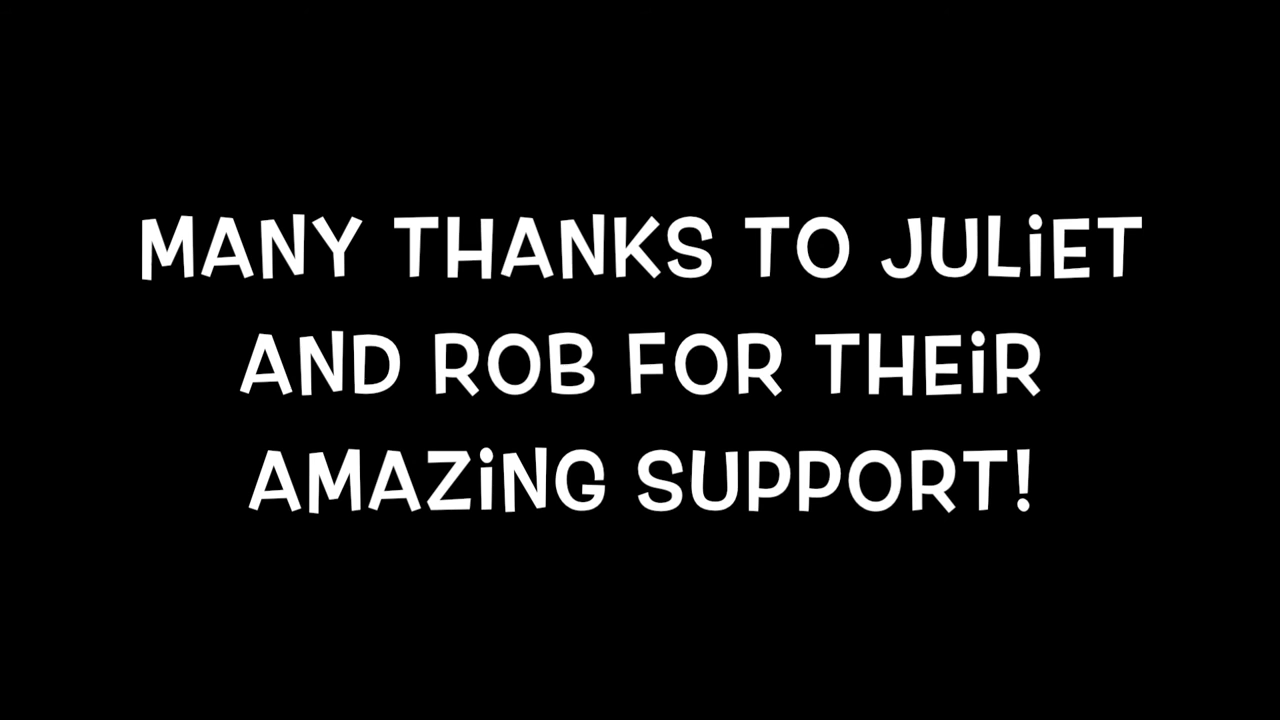 MANY THANKS TO JULiET
AND ROB FOR THEiR
AMAZiNG SUPPORT!